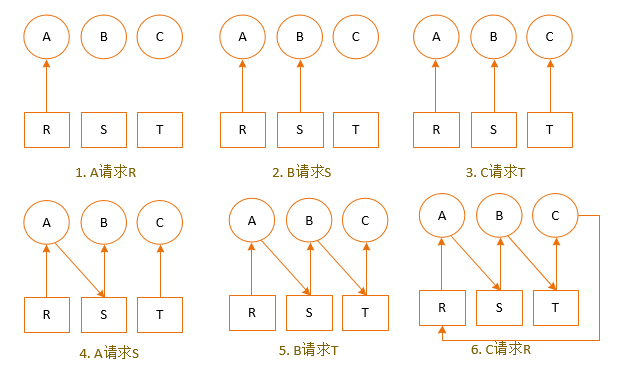 A B C
R S T
1. A请求R
A B C
R S T
2. B请求S
A B C
R S T
3. C请求T
A B C
R S T
4. A请求S
A B C
R S T
5. B请求T
A B C
R S T
6. C请求R